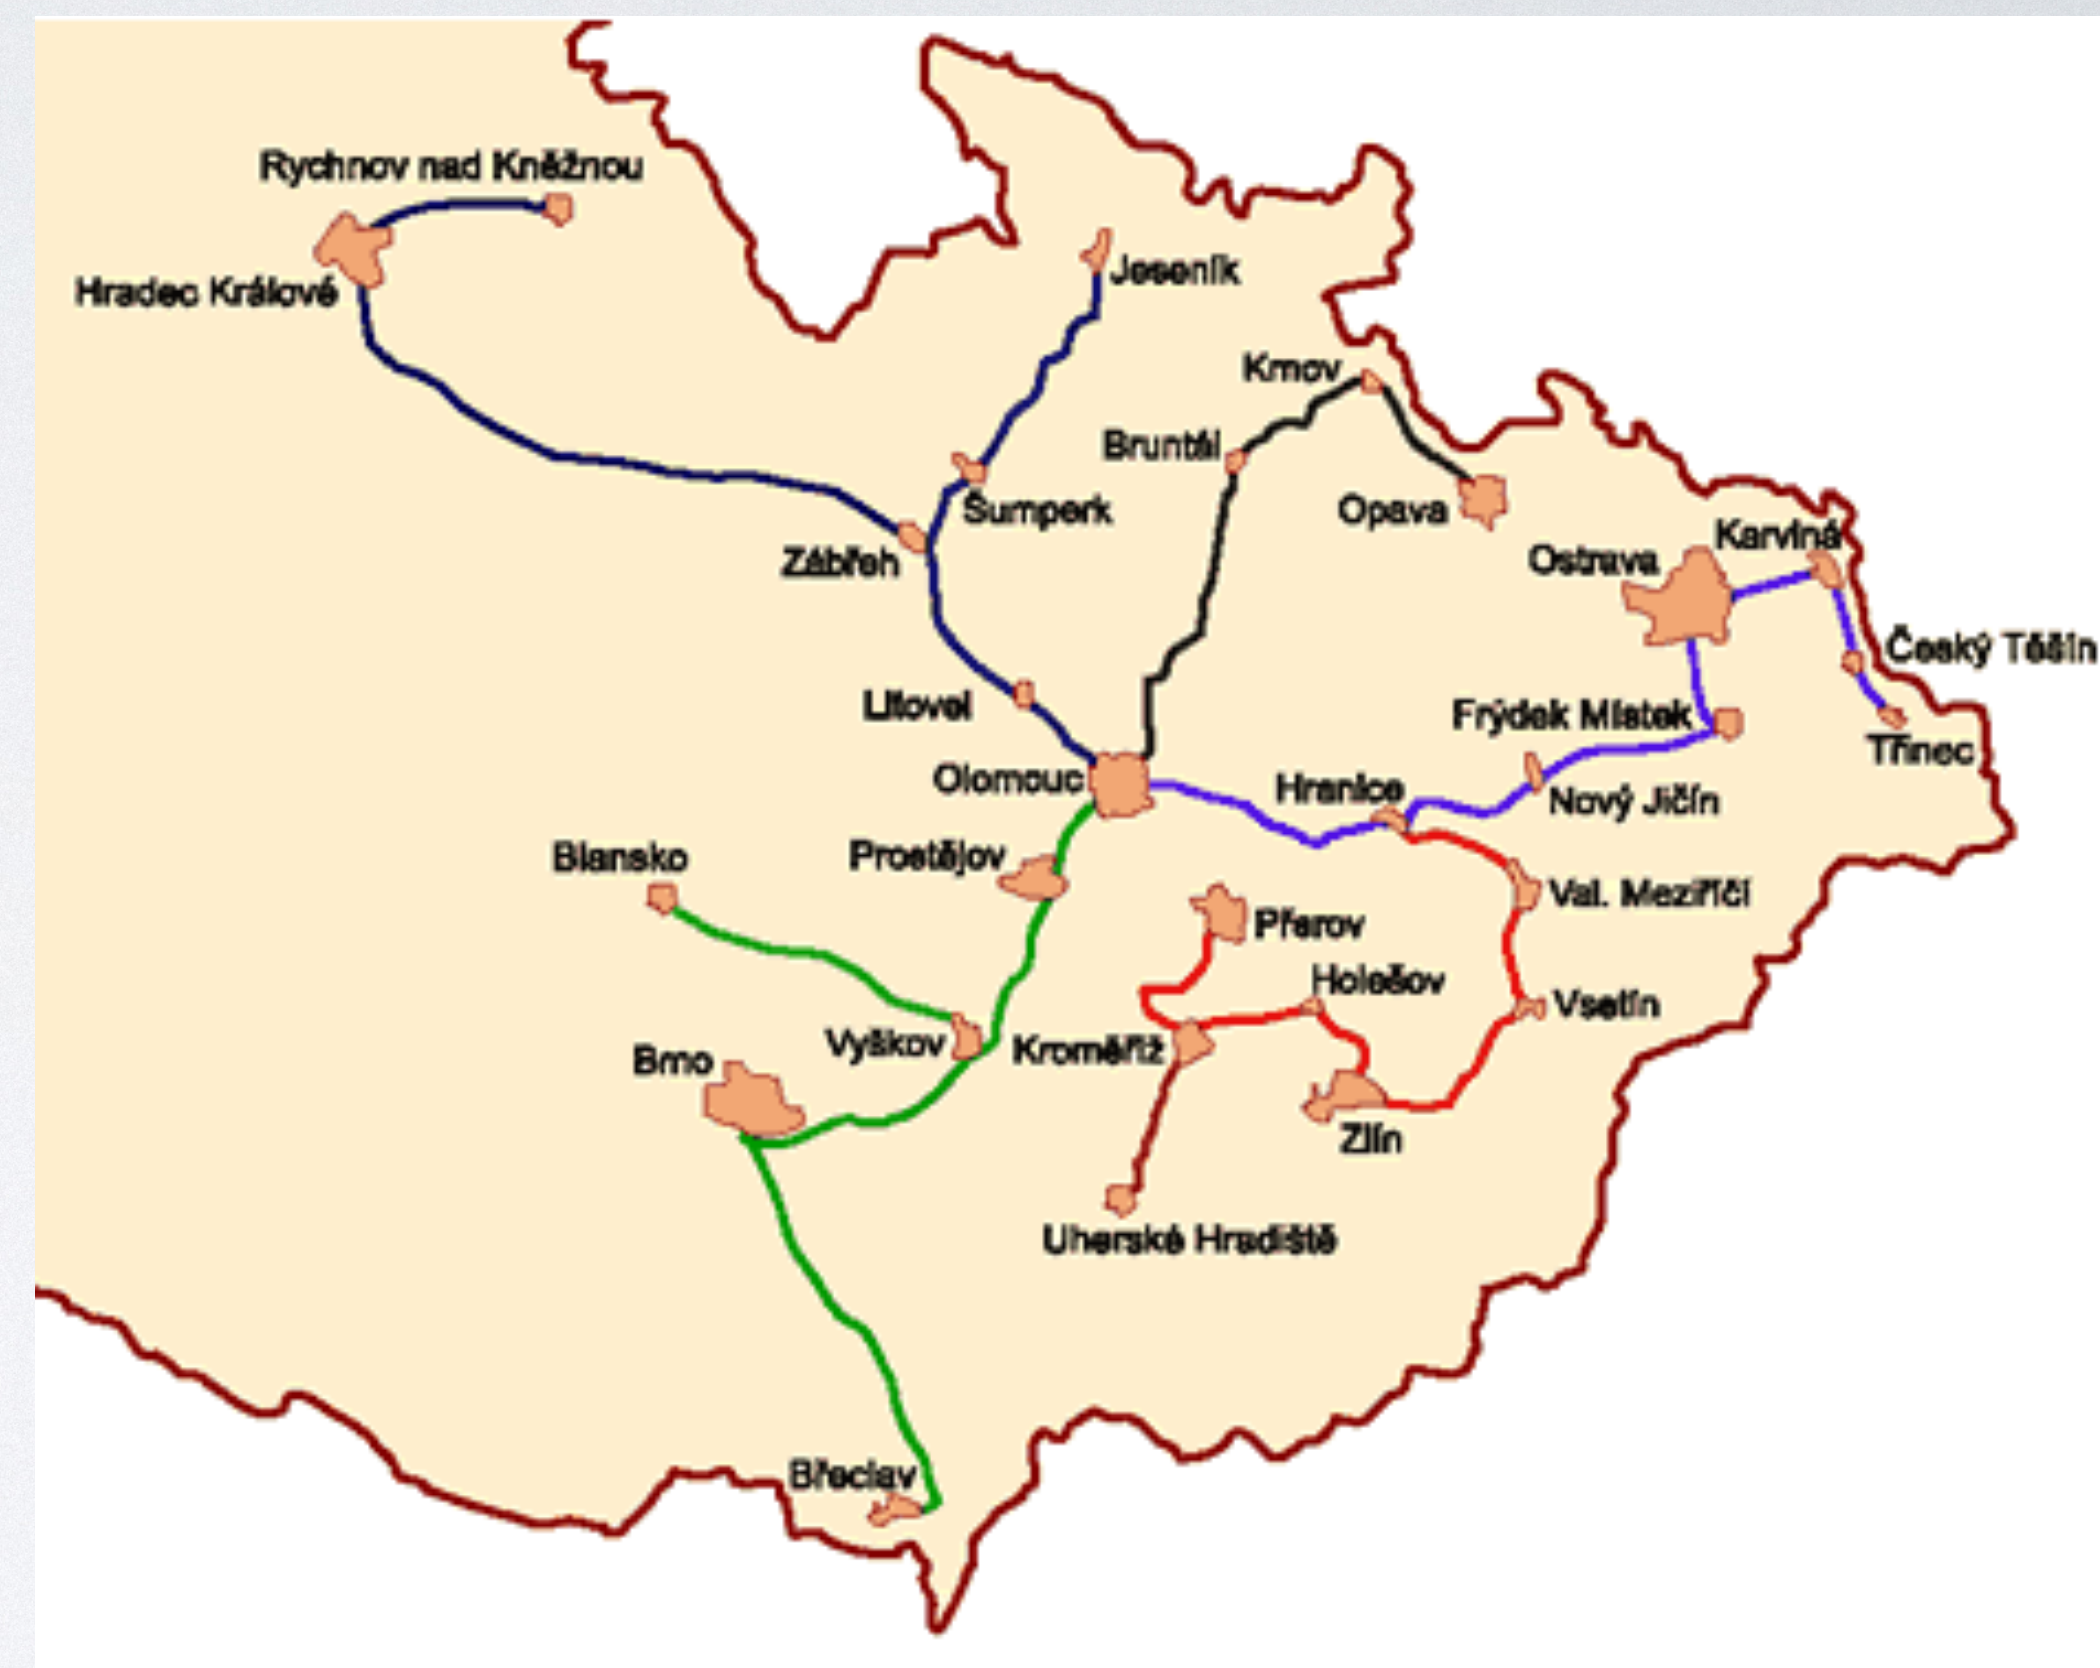 Rychnov nad Kněžnou
Hradec Králové
Jeseník
Krnov
Bruntál
Opava
Šumperk
Zábřeh
Karviná
Ostrava
Český Těšín
Litovel
Frýdek Místek
Třinec
Olomouc
Hranice
Nový Jičín
Blansko
Prostějov
Val. Meziříčí
Přerov
Holešov
Vsetín
Vyškov
Kroměříž
Brno
Zlín
Uherské Hradiště
Břeclav